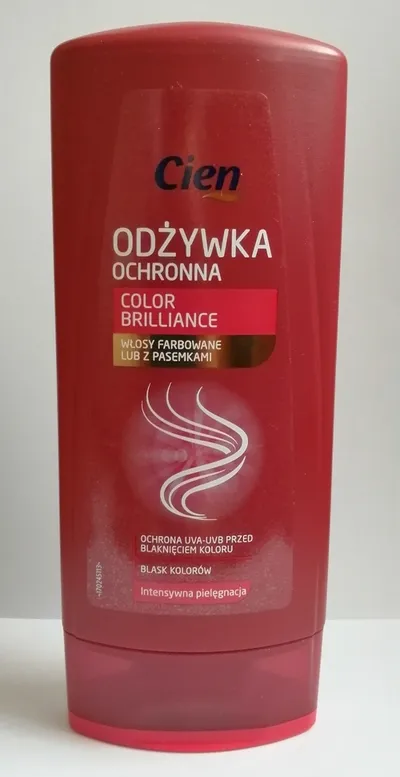 Cien
ODŻYWKA
OCHRONNA
COLOR
BRILLIANCE
WŁOSY FARBOWANE
LUB Z PASEMKAMI
OCHRONA UVA-UVB PRZED
BLAKNIĘCIEM KOLORU
BLASK KOLORÓW
Intensywna pielęgnacja